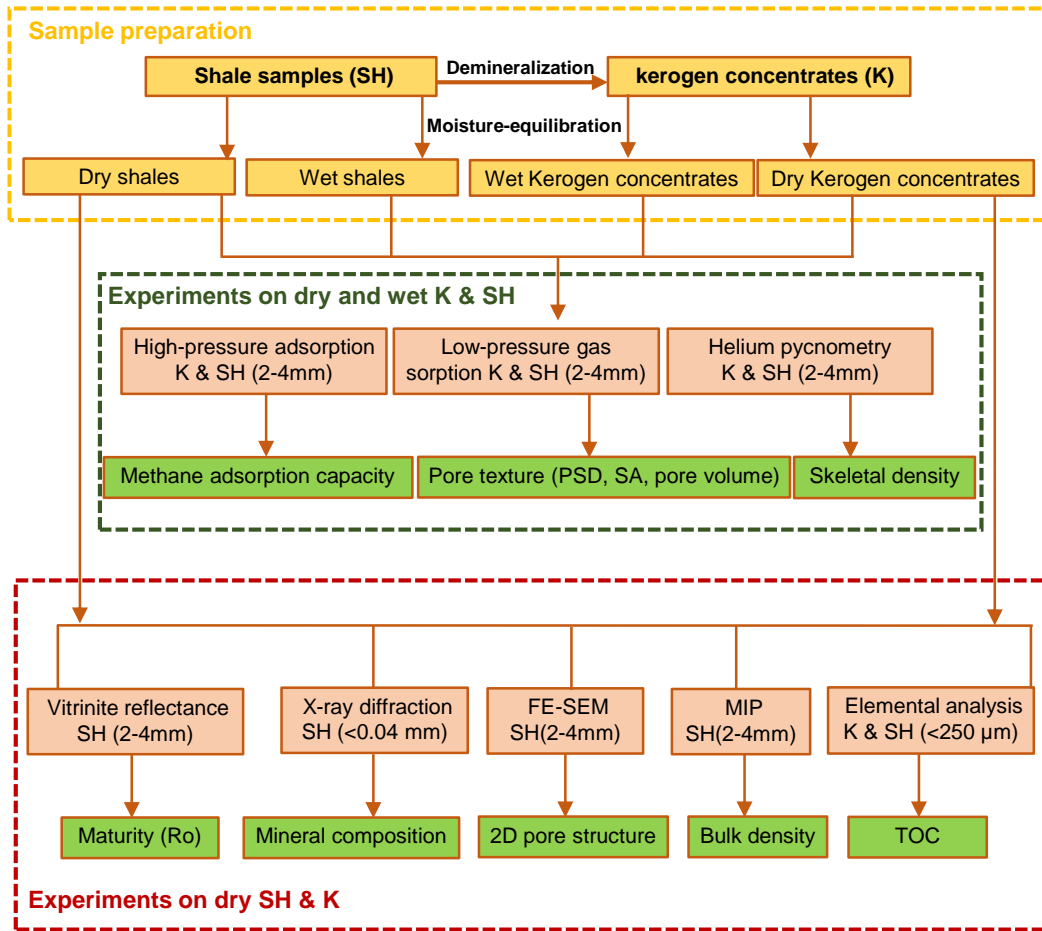 Sample preparation
Shale samples (SH)
Demineralization
kerogen concentrates (K)
Moisture-equilibration
Dry shales
Wet shales
Wet Kerogen concentrates
Dry Kerogen concentrates
Experiments on dry and wet K & SH
High-pressure adsorption
K & SH (2-4mm)
Low-pressure gas
sorption K & SH (2-4mm)
Helium pycnometry
K & SH (2-4mm)
Methane adsorption capacity
Pore texture (PSD, SA, pore volume)
Skeletal density
Vitrinite reflectance
SH (2-4mm)
X-ray diffraction
SH (<0.04 mm)
FE-SEM
SH(2-4mm)
MIP
SH(2-4mm)
Elemental analysis
K & SH (<250 µm)
Maturity (Ro)
Mineral composition
2D pore structure
Bulk density
TOC
Experiments on dry SH & K